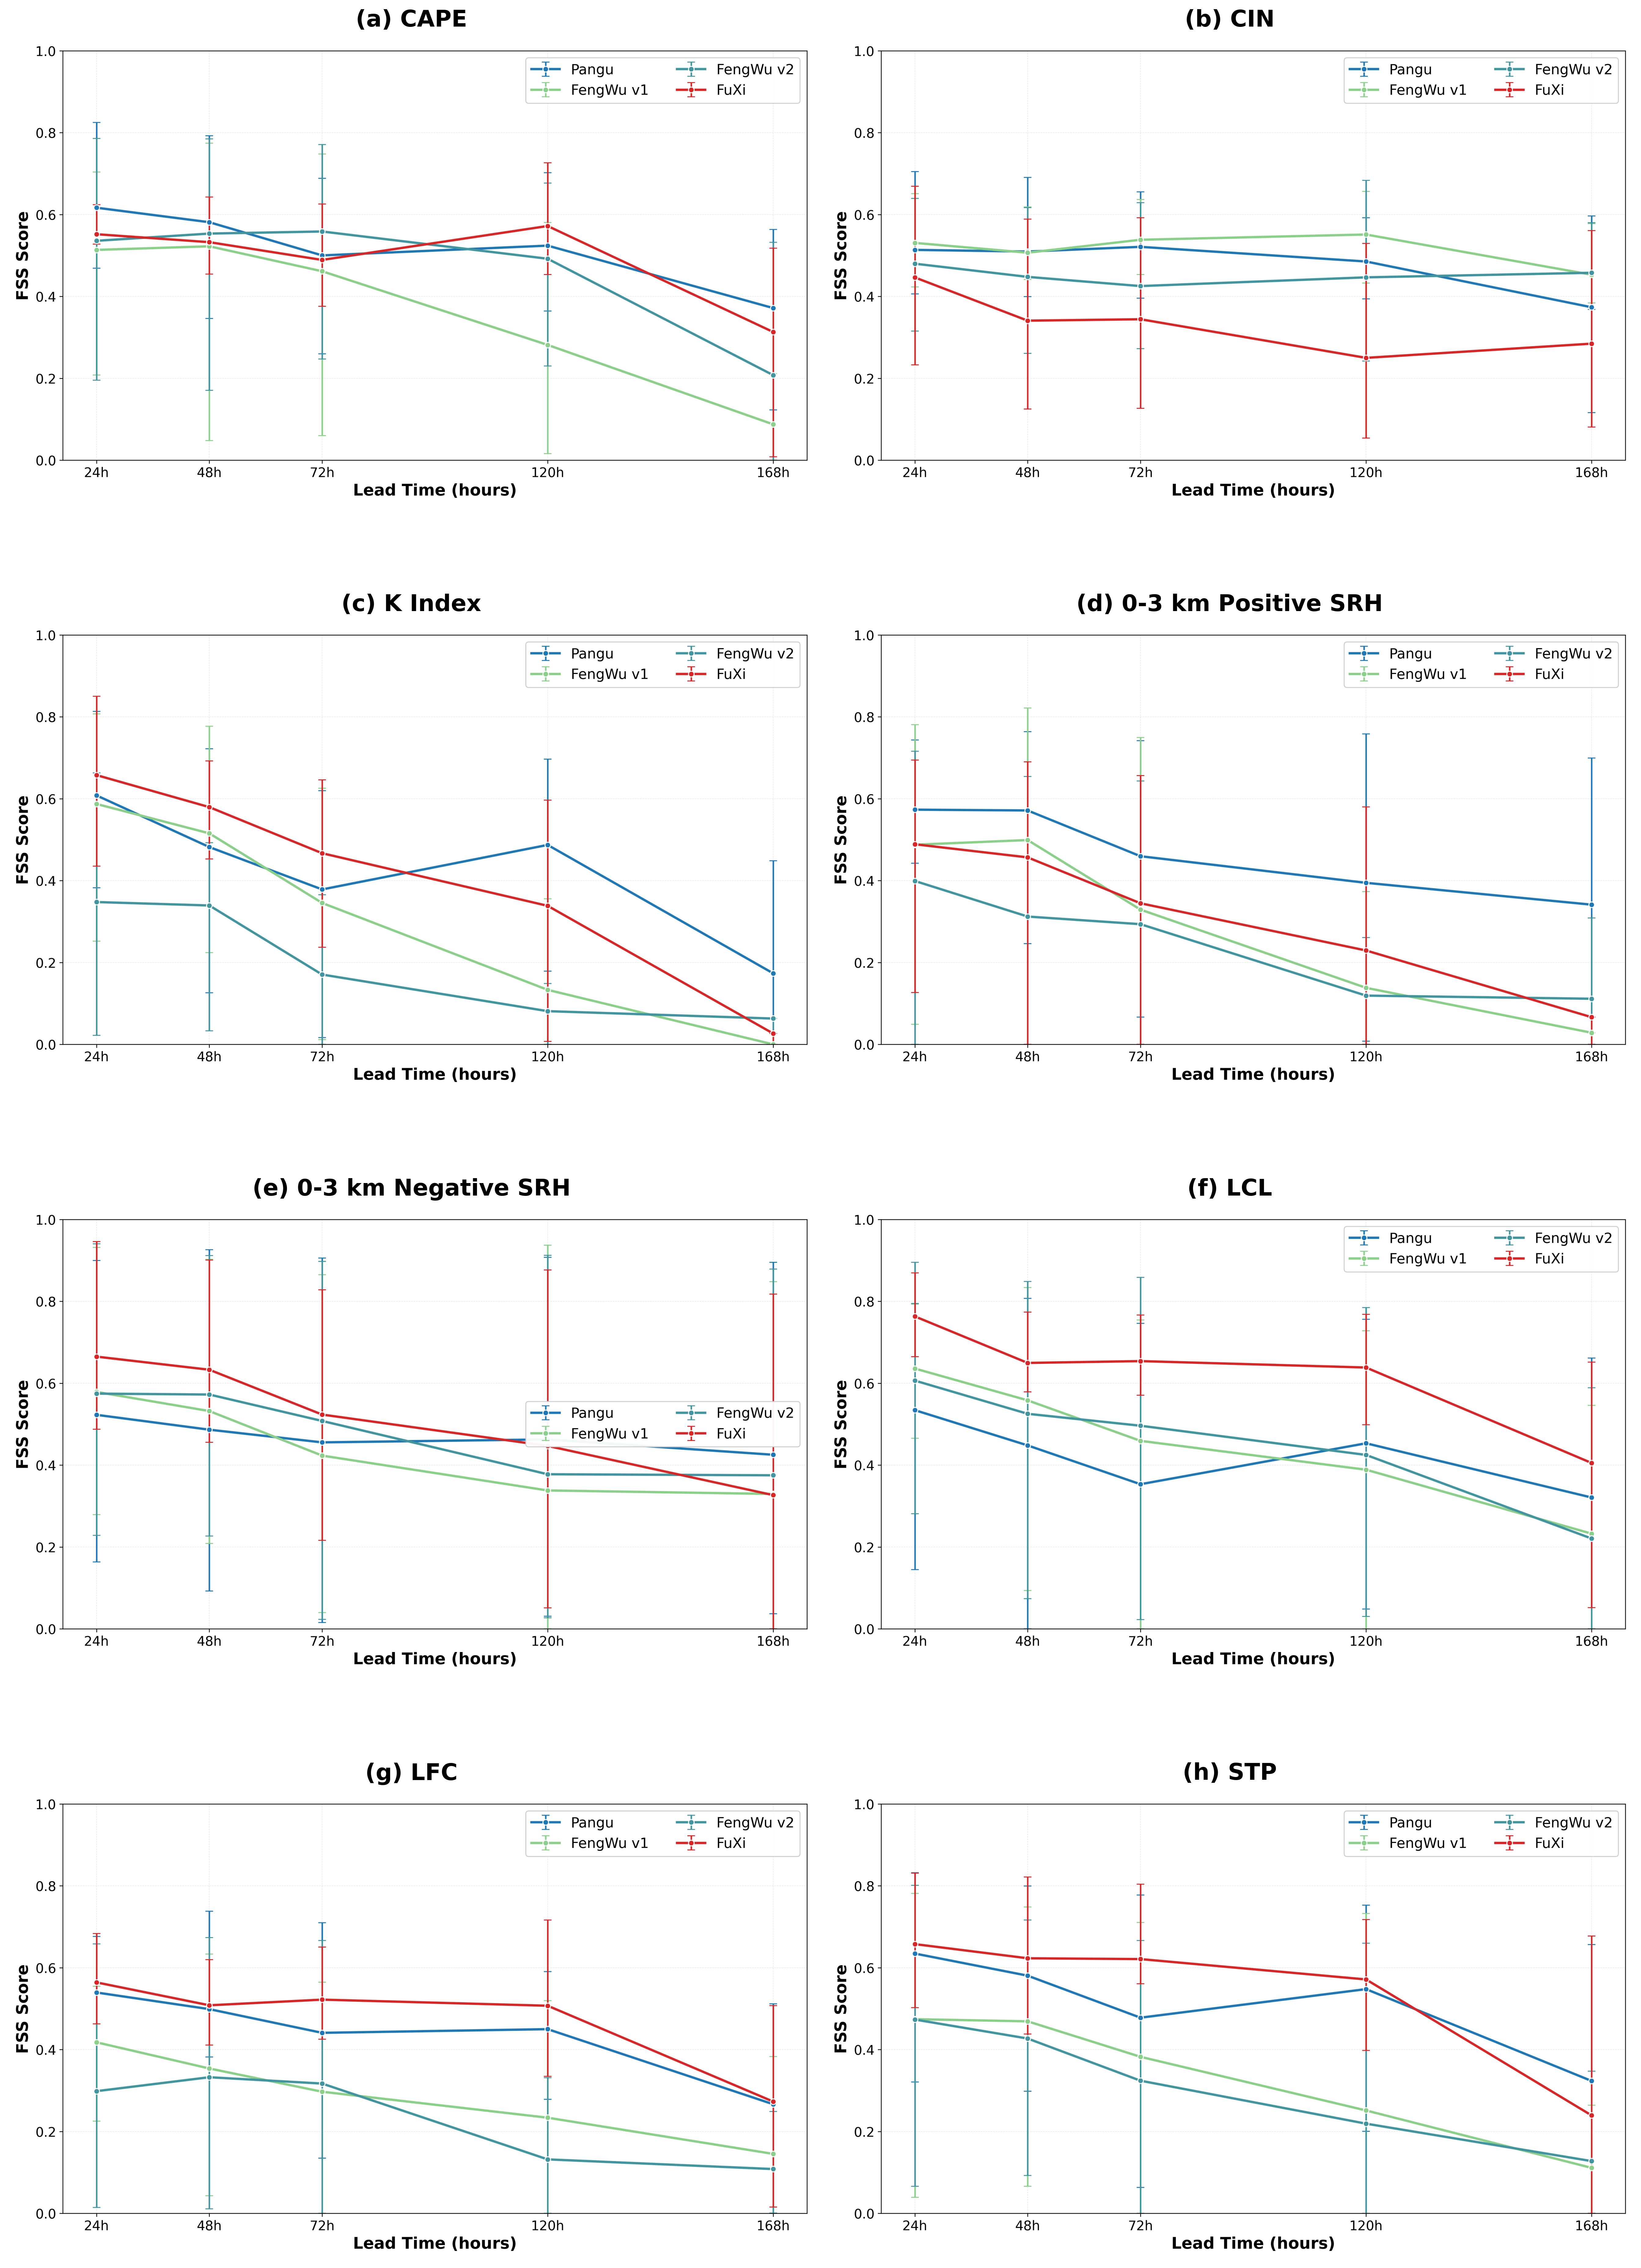 (a) CAPE
1.0
0.8
0.6
0.4
0.2
0.0
FSS Score
Pangu
FengWu v1
FengWu v2
FuXi
24h 48h 72h 120h 168h
Lead Time (hours)
(b) CIN
1.0
0.8
0.6
0.4
0.2
0.0
FSS Score
Pangu
FengWu v1
FengWu v2
FuXi
24h 48h 72h 120h 168h
Lead Time (hours)
(c) K Index
1.0
0.8
0.6
0.4
0.2
0.0
FSS Score
Pangu
FengWu v1
FengWu v2
FuXi
24h 48h 72h 120h 168h
Lead Time (hours)
(d) 0-3 km Positive SRH
1.0
0.8
0.6
0.4
0.2
0.0
FSS Score
Pangu
FengWu v1
FengWu v2
FuXi
24h 48h 72h 120h 168h
Lead Time (hours)
(e) 0-3 km Negative SRH
1.0
0.8
0.6
0.4
0.2
0.0
FSS Score
Pangu
FengWu v1
FengWu v2
FuXi
24h 48h 72h 120h 168h
Lead Time (hours)
(f) LCL
1.0
0.8
0.6
0.4
0.2
0.0
FSS Score
Pangu
FengWu v1
FengWu v2
FuXi
24h 48h 72h 120h 168h
Lead Time (hours)
(g) LFC
1.0
0.8
0.6
0.4
0.2
0.0
FSS Score
Pangu
FengWu v1
FengWu v2
FuXi
24h 48h 72h 120h 168h
Lead Time (hours)
(h) STP
1.0
0.8
0.6
0.4
0.2
0.0
FSS Score
Pangu
FengWu v1
FengWu v2
FuXi
24h 48h 72h 120h 168h
Lead Time (hours)